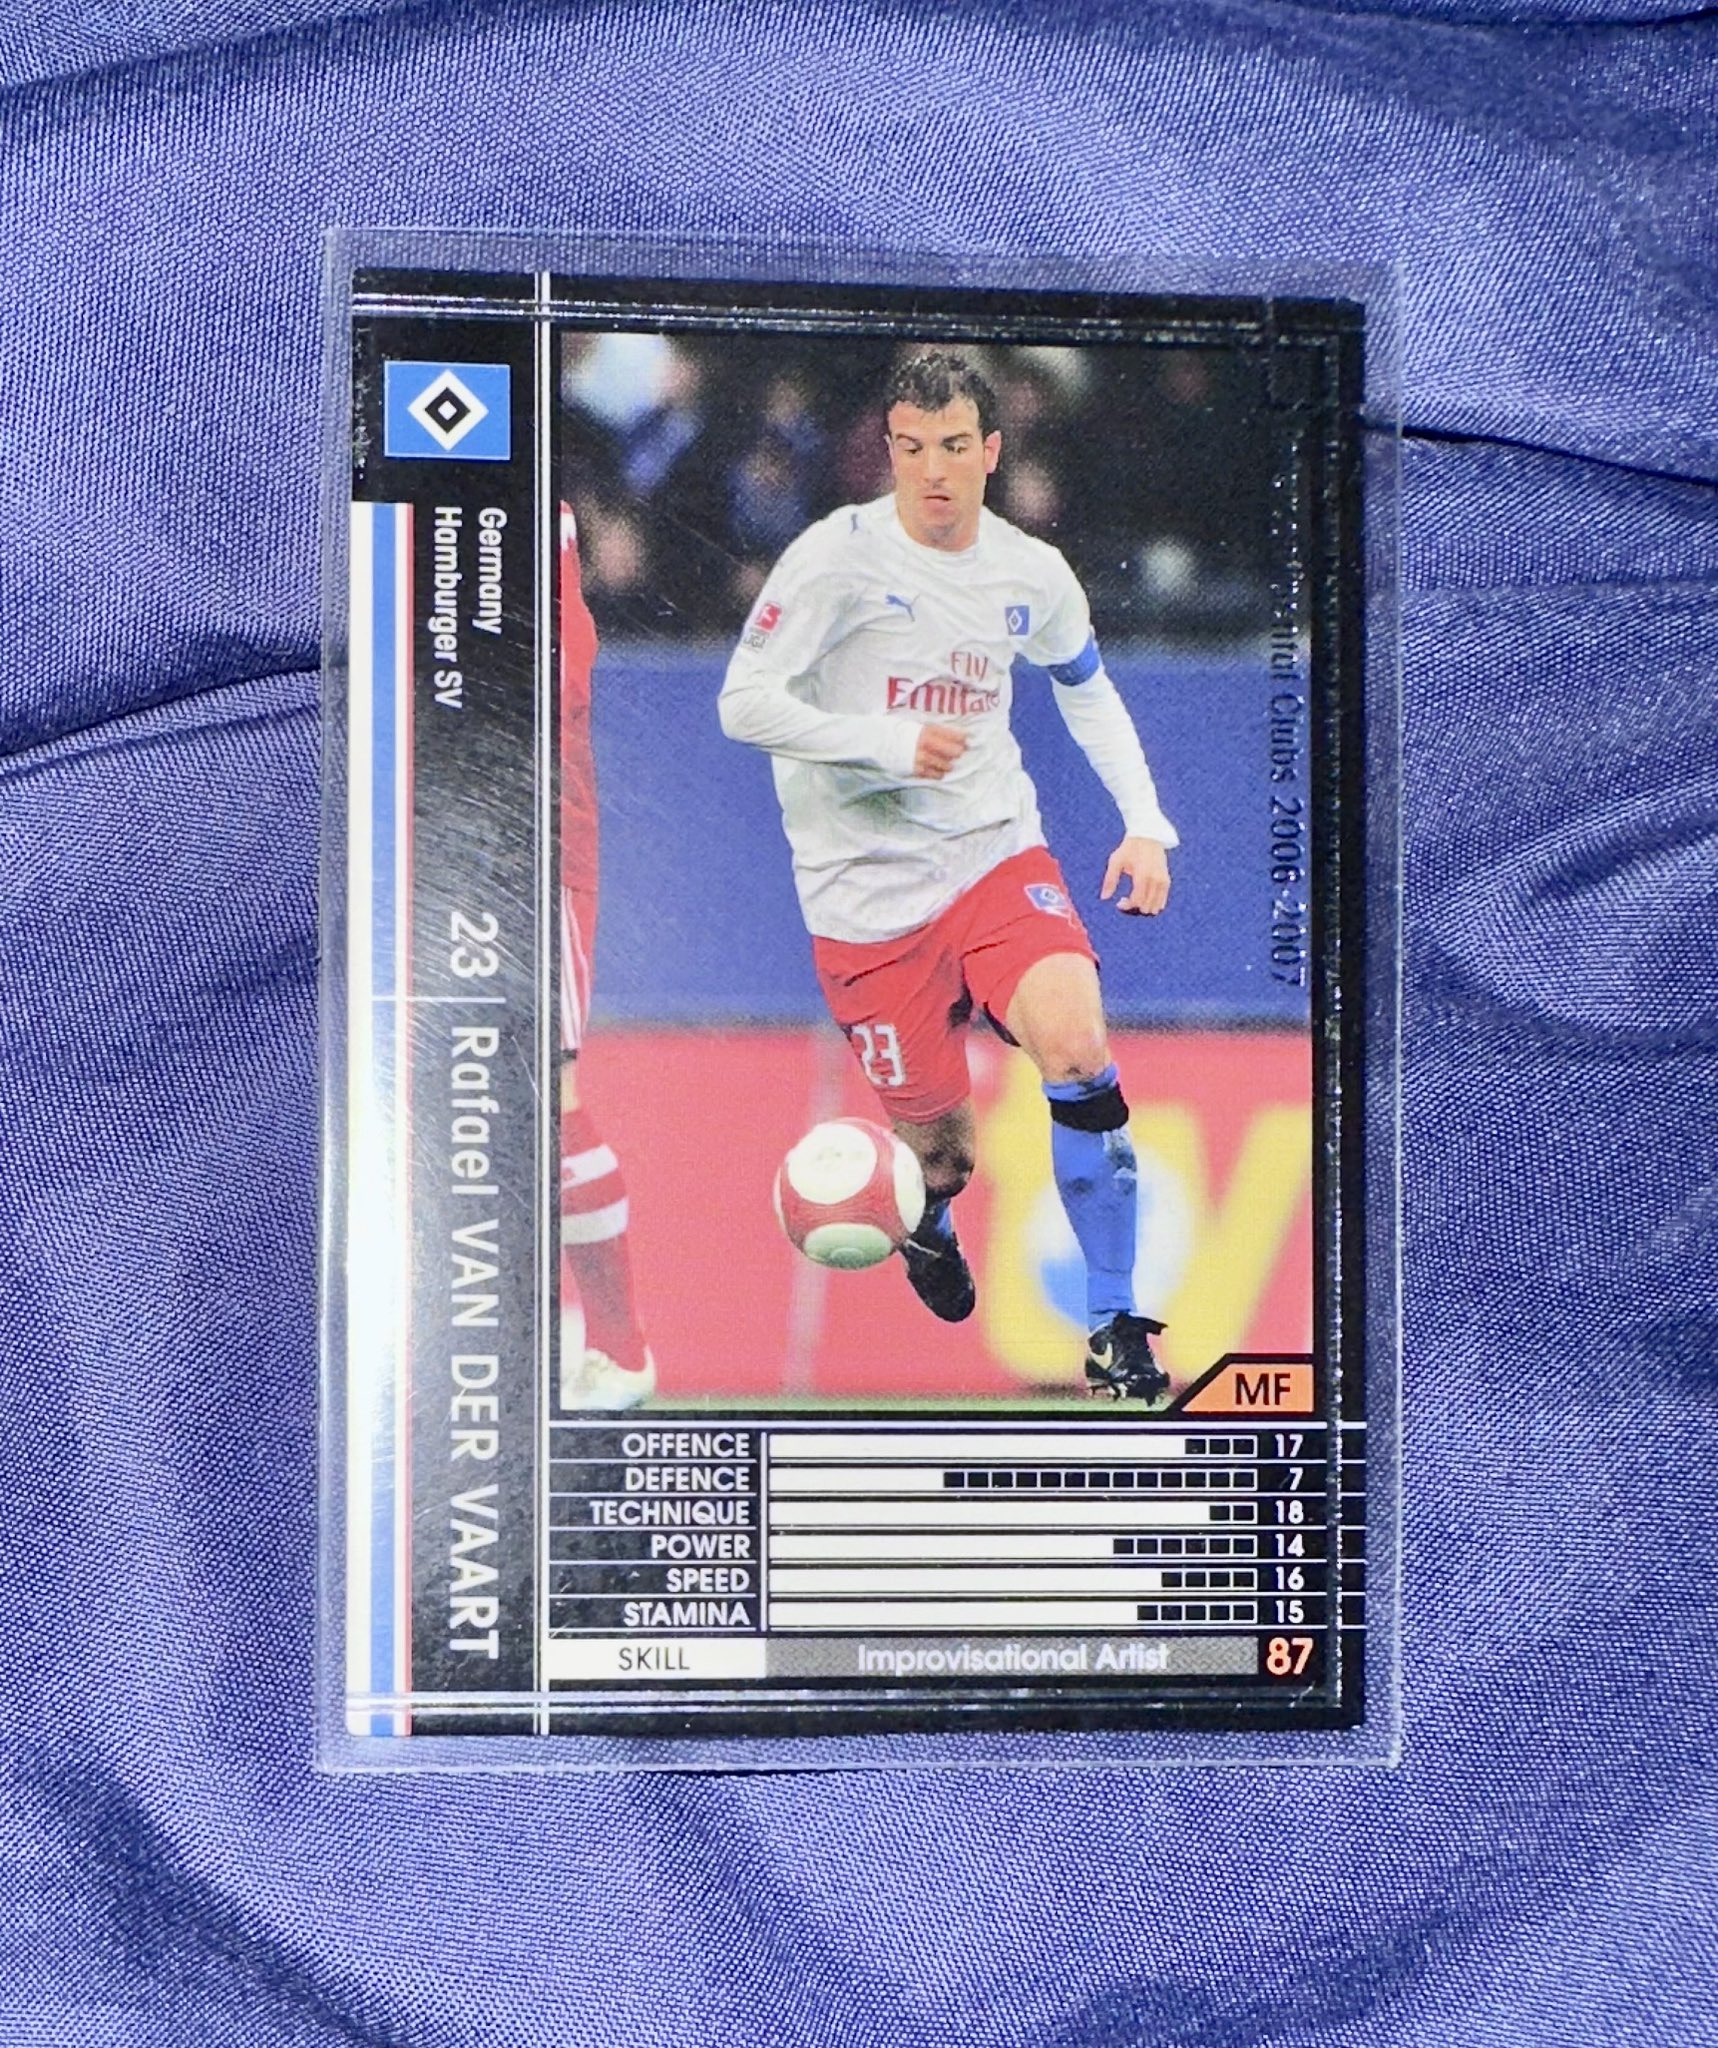 Germany
Hamburger SV
23 | Rafael VAN DER VAART
Clubs 2006-2007
Fly
Emirates
23
MF
OFFENCE 17
DEFENCE 7
TECHNIQUE 18
POWER 14
SPEED 16
STAMINA 15
SKILL Improvisational Artist 87